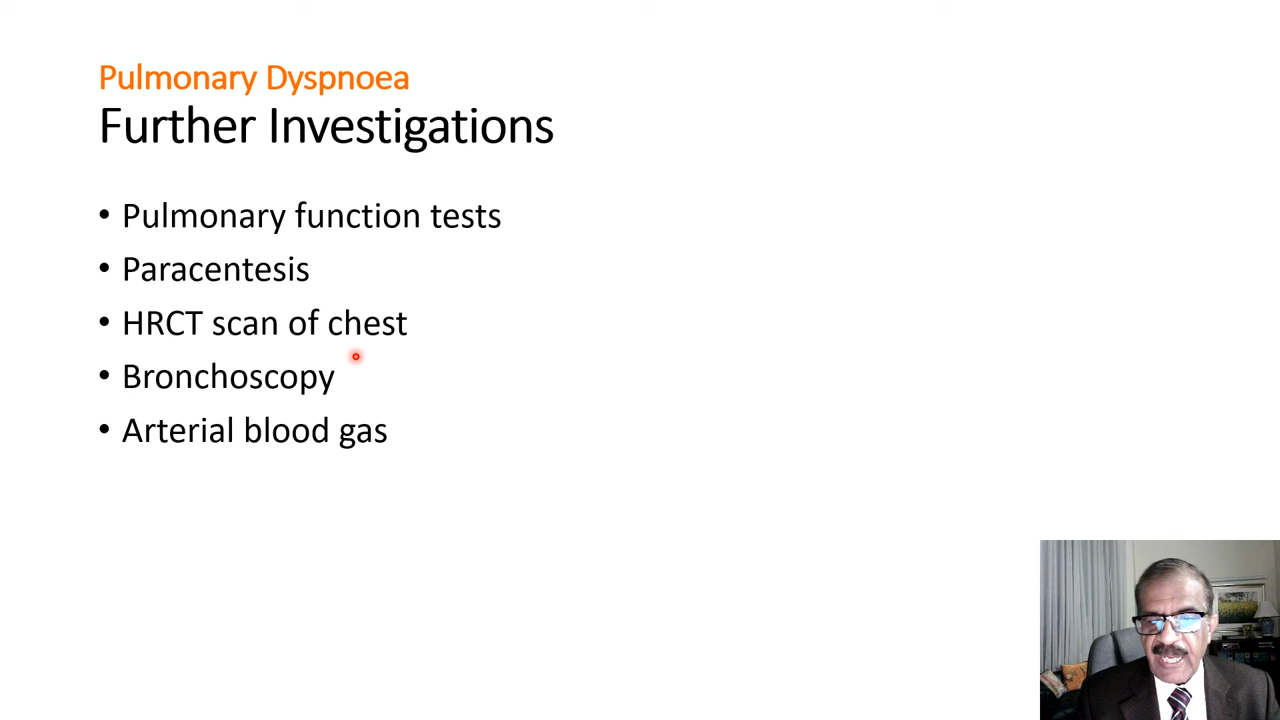 Pulmonary Dyspnoea
Further Investigations
• Pulmonary function tests
• Paracentesis
• HRCT scan of chest
• Bronchoscopy
• Arterial blood gas